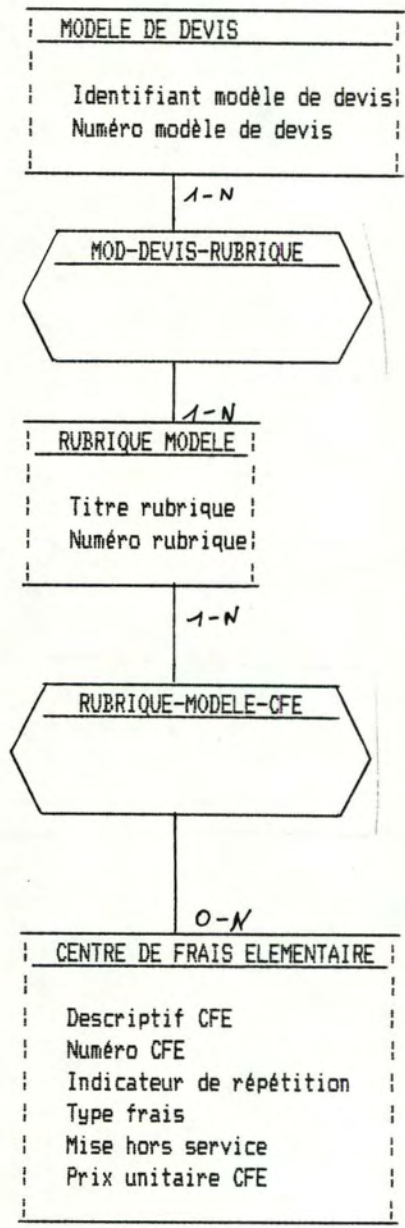 MODELE DE DEVIS
Identifiant modèle de devis
Numéro modèle de devis
1-N
MOD-DEVIS-RUBRIQUE
1-N
RUBRIQUE MODELE
Titre rubrique
Numéro rubrique
1-N
RUBRIQUE-MODELE-CFE
0-N
CENTRE DE FRAIS ELEMENTAIRE
Descriptif CFE
Numéro CFE
Indicateur de répétition
Type frais
Mise hors service
Prix unitaire CFE